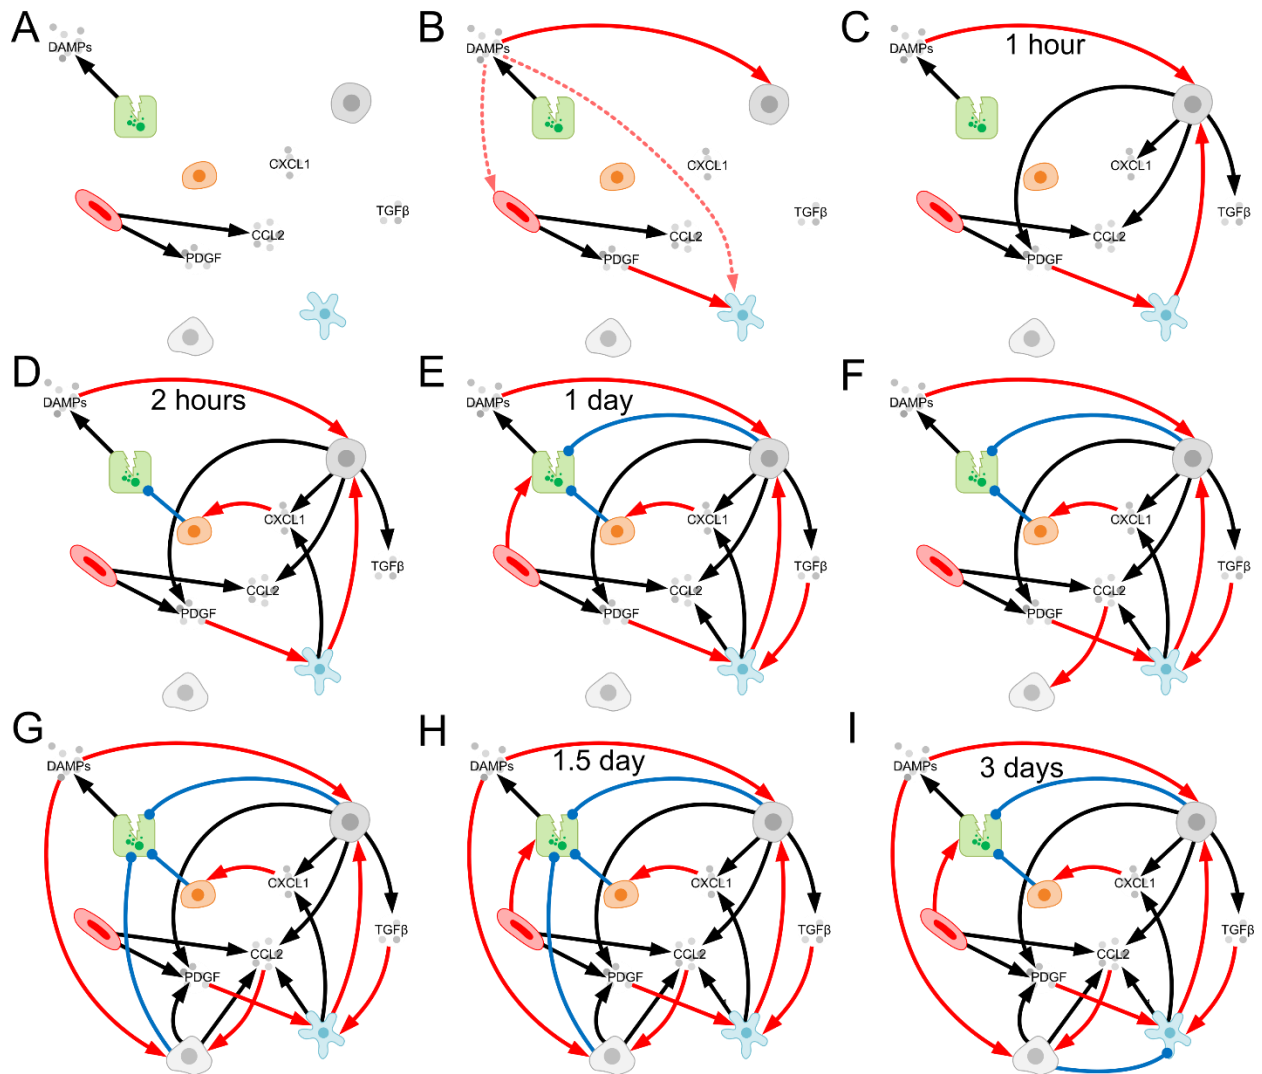 A
DAMPs
CXCL1
TGFβ
CCL2
PDGF
B
DAMPs
CXCL1
TGFβ
CCL2
PDGF
C
1 hour
DAMPs
CXCL1
TGFβ
CCL2
PDGF
D
2 hours
DAMPs
CXCL1
TGFβ
CCL2
PDGF
E
1 day
DAMPs
CXCL1
TGFβ
CCL2
PDGF
F
DAMPs
CXCL1
TGFβ
CCL2
PDGF
G
DAMPs
CXCL1
TGFβ
CCL2
PDGF
H
1.5 day
DAMPs
CXCL1
TGFβ
CCL2
PDGF
I
3 days
DAMPs
CXCL1
TGFβ
CCL2
PDGF